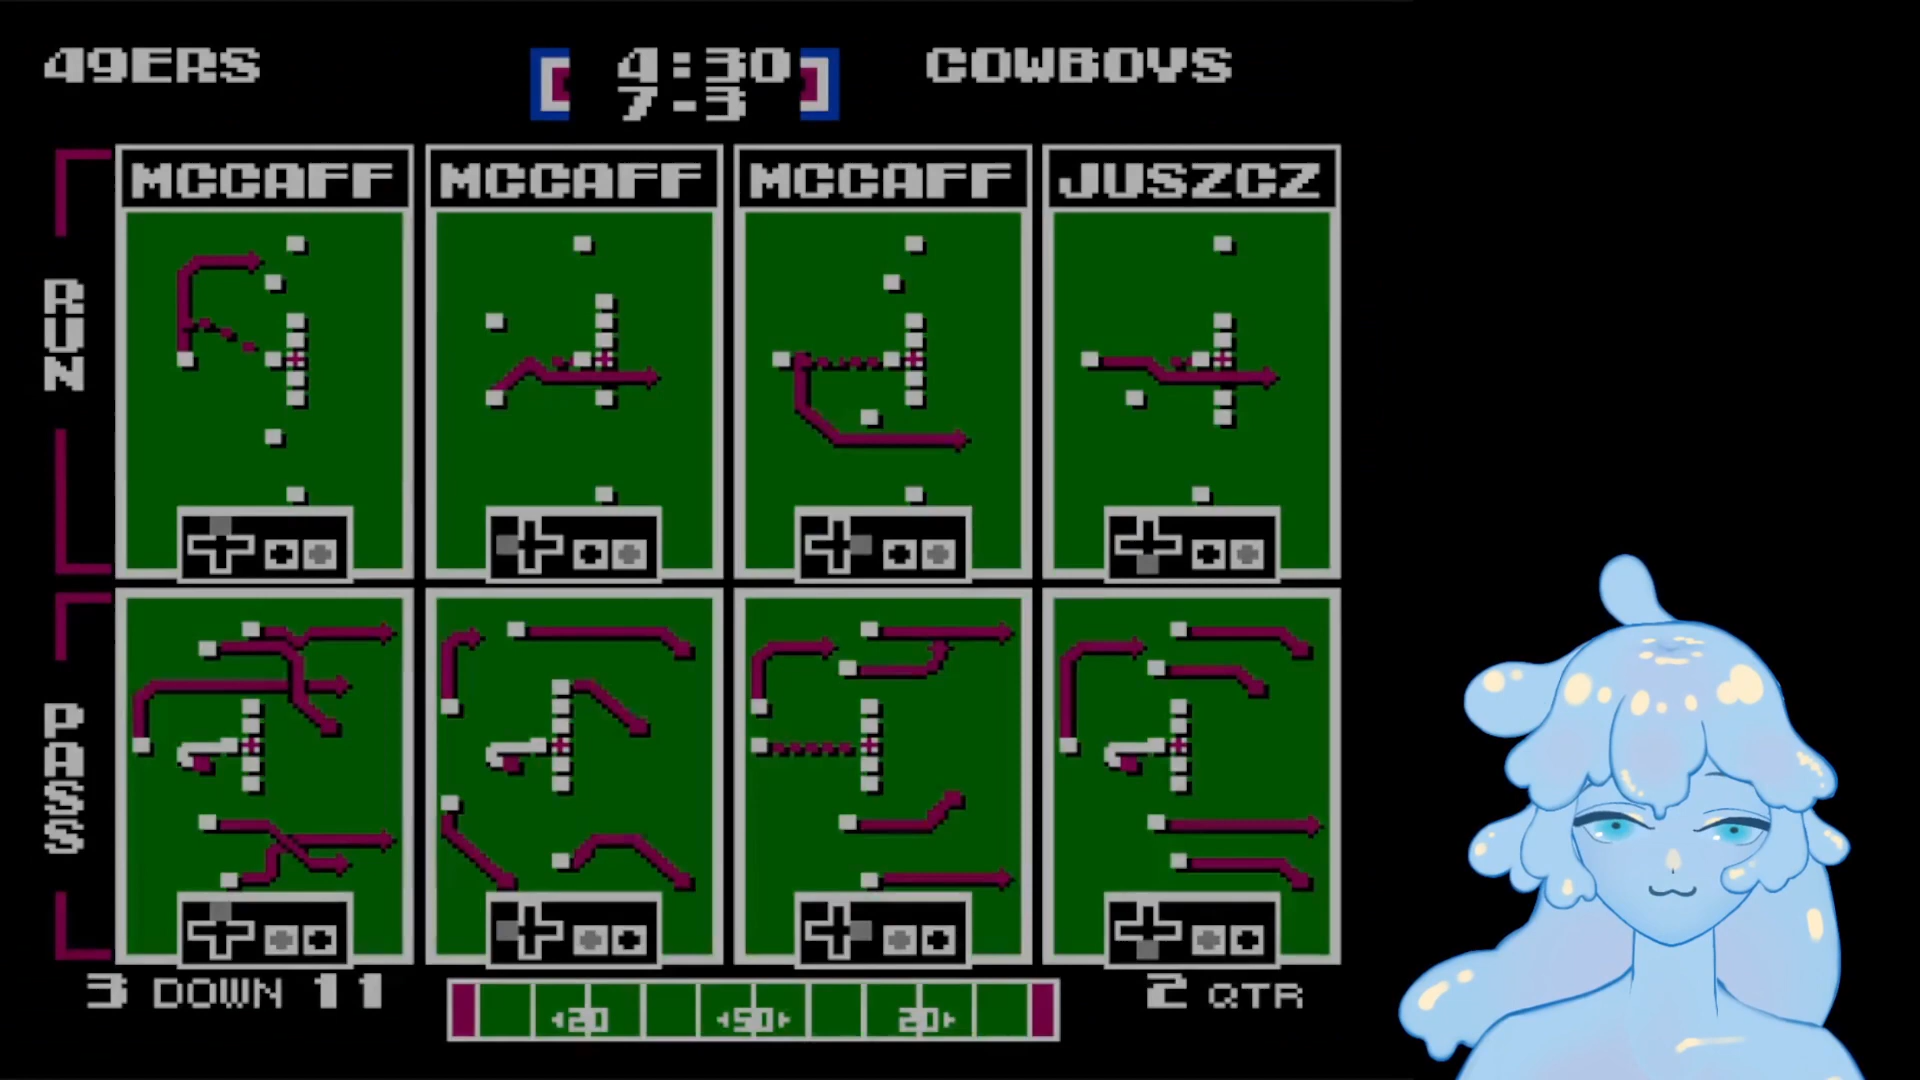 49ERS
4:30
COWBOYS
7-3
MCCAFF
MCCAFF
MCCAFF
JUSZCZ
RUN
PASS
3 DOWN 11
20
50
20
2 QTR